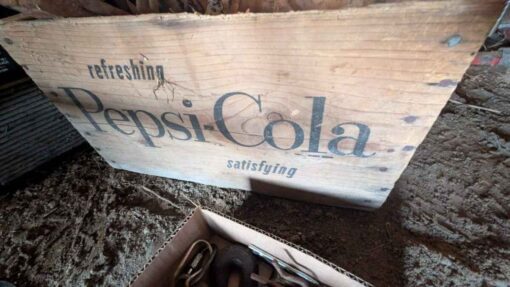 refreshing
Pepsi-Cola
satisfying